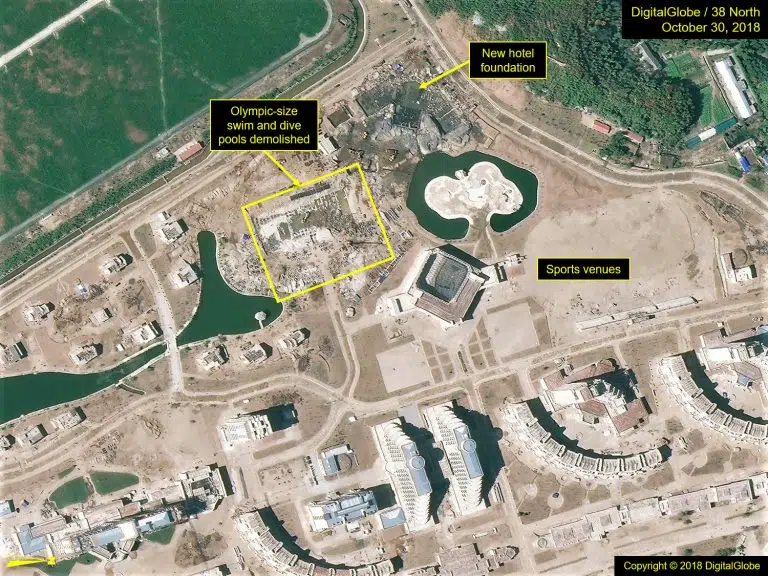 DigitalGlobe / 38 North
October 30, 2018
New hotel
foundation
Olympic-size
swim and dive
pools demolished
Sports venues
Copyright © 2018 DigitalGlobe